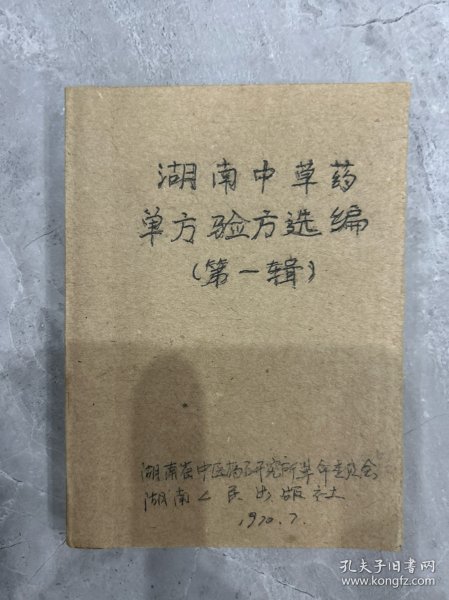 湖南中草药
单方验方选编
(第一辑)
湖南省中医药研究所革命委员会
湖南人民出版社
1970.7.
孔夫子旧书网
www.kongfz.com